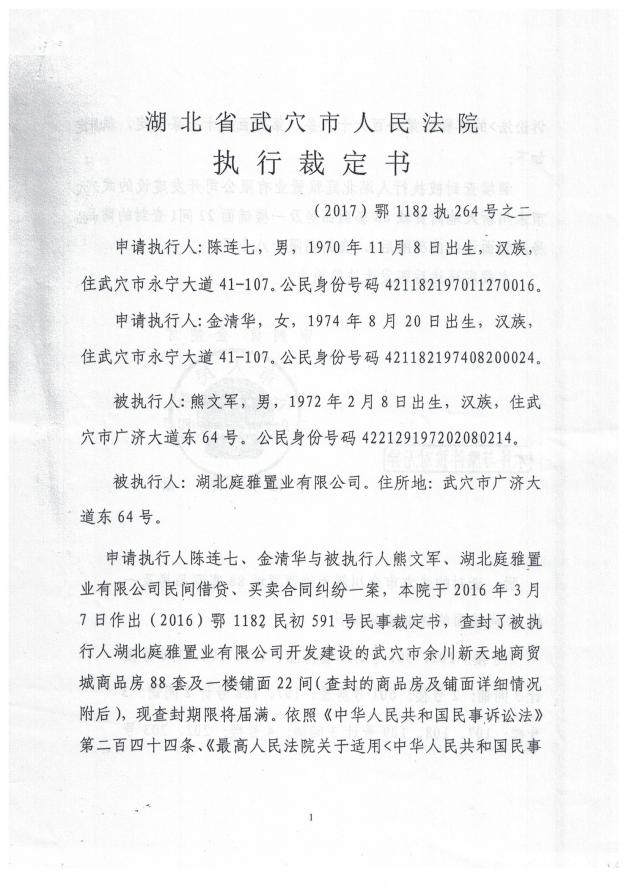 湖北省武穴市人民法院
执行裁定书
（2017）鄂1182执264号之二
申请执行人:陈连七，男，1970年11月8日出生，汉族，
住武穴市永宁大道41-107。公民身份号码421182197011270016。
申请执行人:金清华，女，1974年8月20日出生，汉族，
住武穴市永宁大道41-107。公民身份号码421182197408200024。
被执行人:熊文军，男，1972年2月8日出生，汉族，住武
穴市广济大道东64号。公民身份号码422129197202080214。
被执行人：湖北庭雅置业有限公司。住所地：武穴市广济大
道东64号。
申请执行人陈连七、金清华与被执行人熊文军、湖北庭雅置
业有限公司民间借贷、买卖合同纠纷一案，本院于2016年3月
7日作出（2016）鄂1182民初591号民事裁定书，查封了被执
行人湖北庭雅置业有限公司开发建设的武穴市余川新天地商贸
城商品房88套及一楼铺面22间（查封的商品房及铺面详细情况
附后），现查封期限将届满。依照《中华人民共和国民事诉讼法》
第二百四十四条、《最高人民法院关于适用<中华人民共和国民事
1